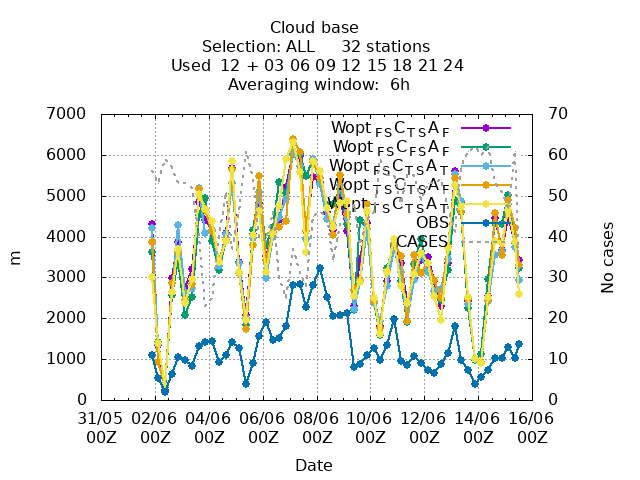 Cloud base
Selection: ALL 32 stations
Used 12 + 03 06 09 12 15 18 21 24
Averaging window: 6h
7000
6000
5000
4000
3000
2000
1000
0
m
70
60
50
40
30
20
10
0
No cases
Wopt FS C TS A F
Wopt FS C FS A F
Wopt FS C TS A T
Wopt TS C TS A F
Wopt TS C TS A T
OBS
CASES
31/05 02/06 04/06 06/06 08/06 10/06 12/06 14/06 16/06
00Z 00Z 00Z 00Z 00Z 00Z 00Z 00Z 00Z
Date